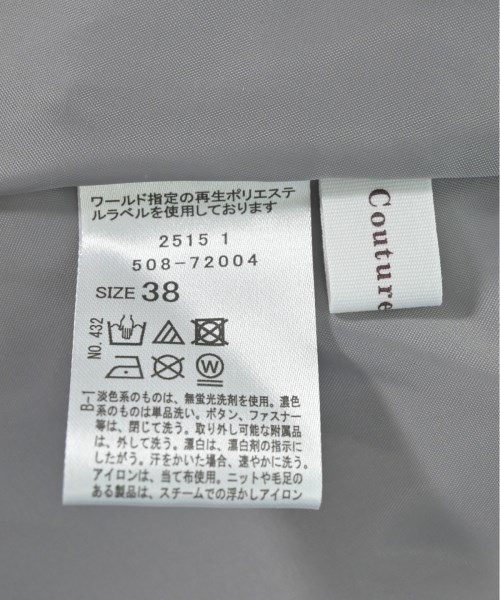 ワールド指定の再生ポリエステ
ルラベルを使用しております
2515 1
508-72004
SIZE 38
NO.432
B-1
淡色系のものは、無蛍光洗剤を使用。濃色
系のものは単品洗い。ボタン、ファスナー
等は、閉じて洗う。取り外し可能な附属品
は、外して洗う。漂白は、漂白剤の指示に
したがう。汗をかいた場合、速やかに洗う。
アイロンは、当て布使用。ニットや毛足の
ある製品は、スチームでの浮かしアイロン
W
Couture